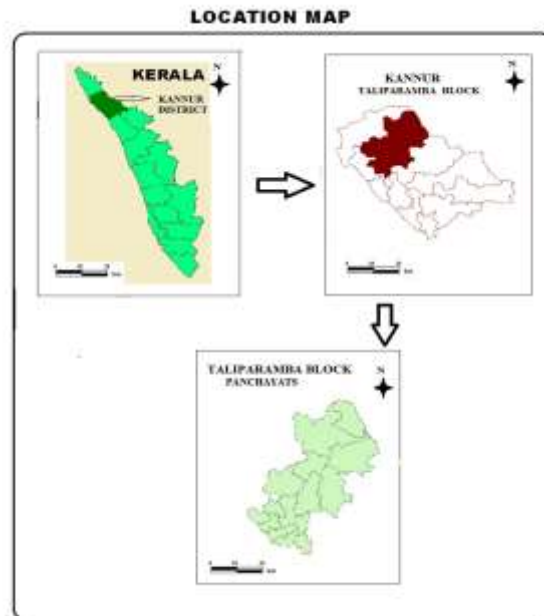 LOCATION MAP
KERALA
N
KANNUR
DISTRICT
KANNUR
TALIPARAMBA BLOCK
N
TALIPARAMBA BLOCK
PANCHAYATS
N